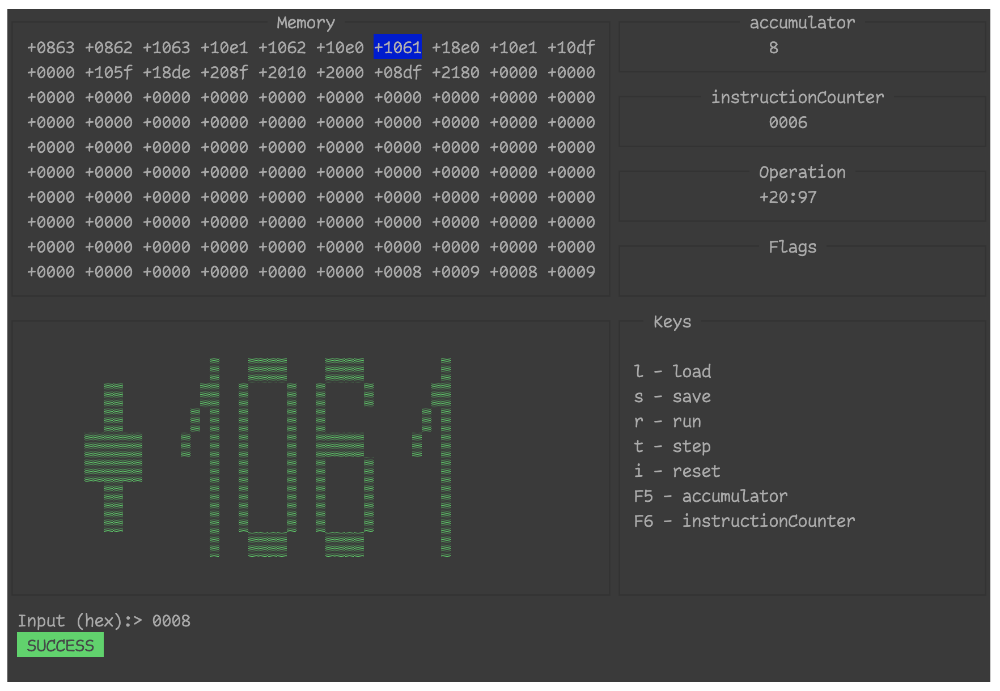 Memory
+0863 +0862 +1063 +10e1 +1062 +10e0 +1061 +18e0 +10e1 +10df
+0000 +105f +18de +208f +2010 +2000 +08df +2180 +0000 +0000
+0000 +0000 +0000 +0000 +0000 +0000 +0000 +0000 +0000 +0000
+0000 +0000 +0000 +0000 +0000 +0000 +0000 +0000 +0000 +0000
+0000 +0000 +0000 +0000 +0000 +0000 +0000 +0000 +0000 +0000
+0000 +0000 +0000 +0000 +0000 +0000 +0000 +0000 +0000 +0000
+0000 +0000 +0000 +0000 +0000 +0000 +0000 +0000 +0000 +0000
+0000 +0000 +0000 +0000 +0000 +0000 +0000 +0000 +0000 +0000
+0000 +0000 +0000 +0000 +0000 +0000 +0000 +0000 +0000 +0000
+0000 +0000 +0000 +0000 +0000 +0000 +0008 +0009 +0008 +0009
accumulator
8
instructionCounter
0006
Operation
+20:97
Flags
+1061
Keys
l - load
s - save
r - run
t - step
i - reset
F5 - accumulator
F6 - instructionCounter
Input (hex):> 0008
SUCCESS